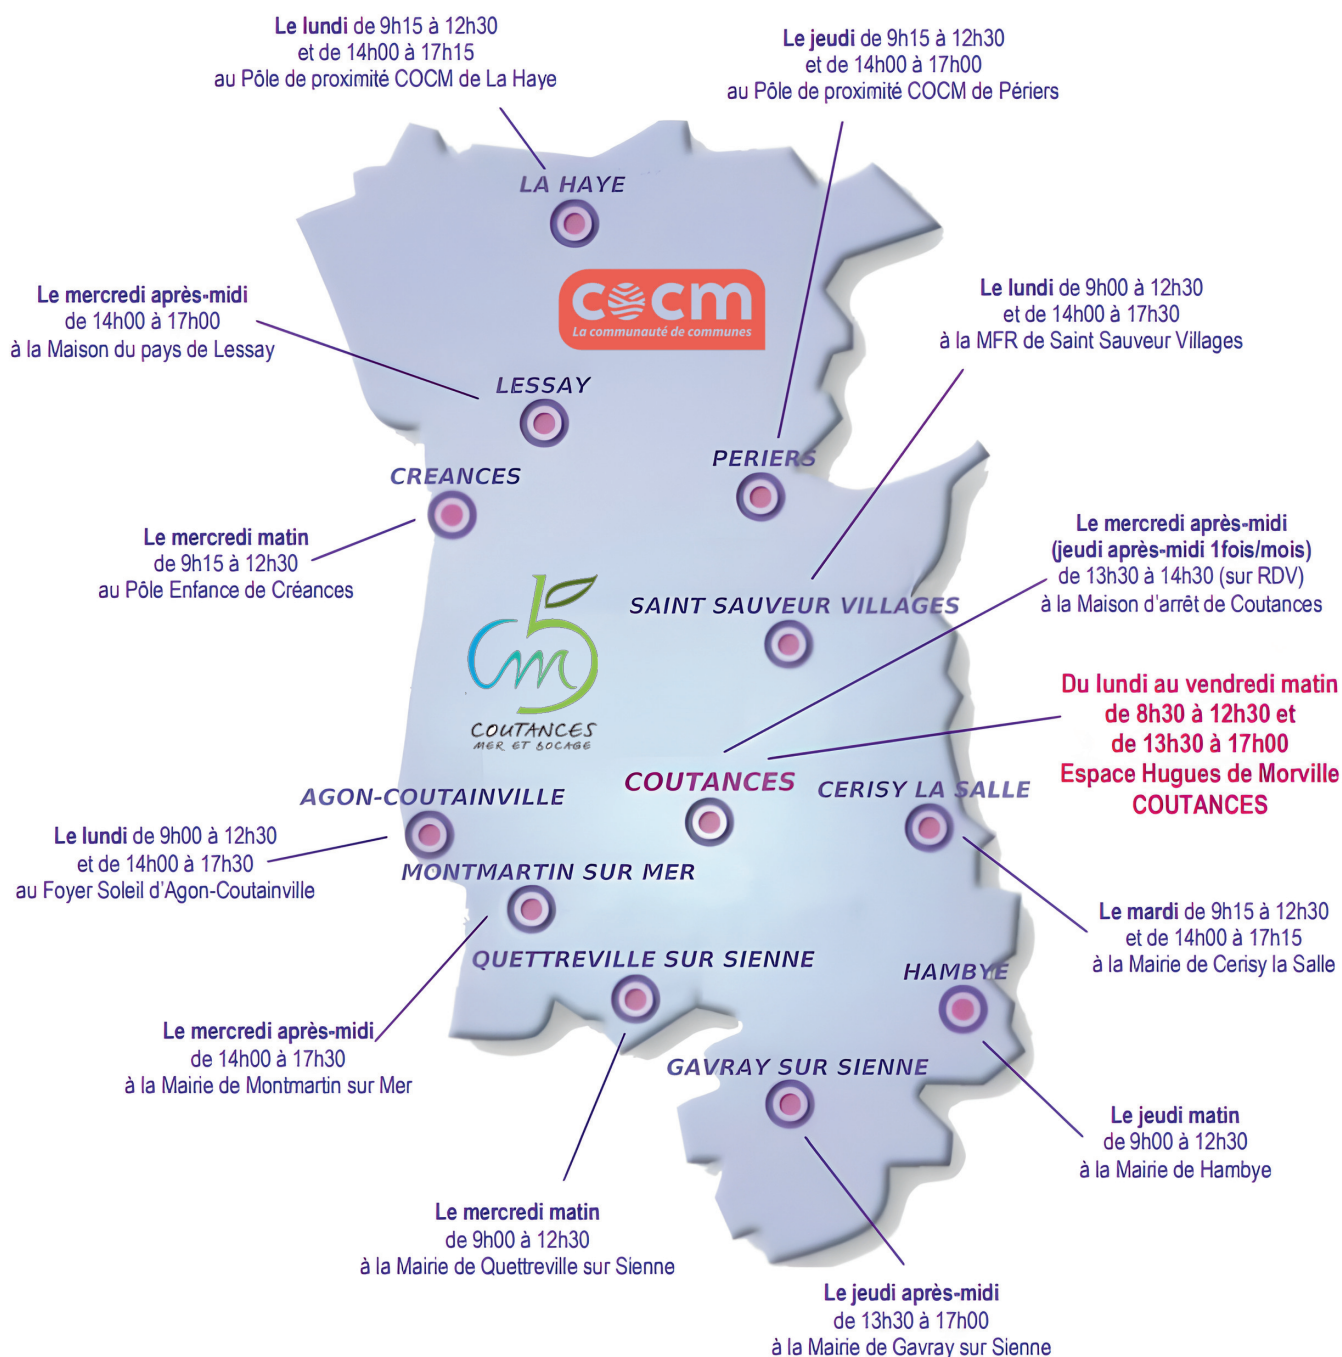 Le lundi de 9h15 à 12h30
et de 14h00 à 17h15
au Pôle de proximité COCM de La Haye
Le jeudi de 9h15 à 12h30
et de 14h00 à 17h00
au Pôle de proximité COCM de Périers
LA HAYE
cocm
La communauté de communes
Le mercredi après-midi
de 14h00 à 17h00
à la Maison du pays de Lessay
Le lundi de 9h00 à 12h30
et de 14h00 à 17h30
à la MFR de Saint Sauveur Villages
LESSAY
PERIERS
CREANCES
Le mercredi matin
de 9h15 à 12h30
au Pôle Enfance de Créances
Le mercredi après-midi
(jeudi après-midi 1fois/mois)
de 13h30 à 14h30 (sur RDV)
à la Maison d'arrêt de Coutances
SAINT SAUVEUR VILLAGES
cmb
COUTANCES
MER ET BOCAGE
Du lundi au vendredi matin
de 8h30 à 12h30 et
de 13h30 à 17h00
Espace Hugues de Morville
COUTANCES
COUTANCES
CERISY LA SALLE
AGON-COUTAINVILLE
Le lundi de 9h00 à 12h30
et de 14h00 à 17h30
au Foyer Soleil d'Agon-Coutainville
MONTMARTIN SUR MER
Le mardi de 9h15 à 12h30
et de 14h00 à 17h15
à la Mairie de Cerisy la Salle
QUETTREVILLE SUR SIENNE
HAMBYE
Le mercredi après-midi
de 14h00 à 17h30
à la Mairie de Montmartin sur Mer
GAVRAY SUR SIENNE
Le jeudi matin
de 9h00 à 12h30
à la Mairie de Hambye
Le mercredi matin
de 9h00 à 12h30
à la Mairie de Quettreville sur Sienne
Le jeudi après-midi
de 13h30 à 17h00
à la Mairie de Gavray sur Sienne